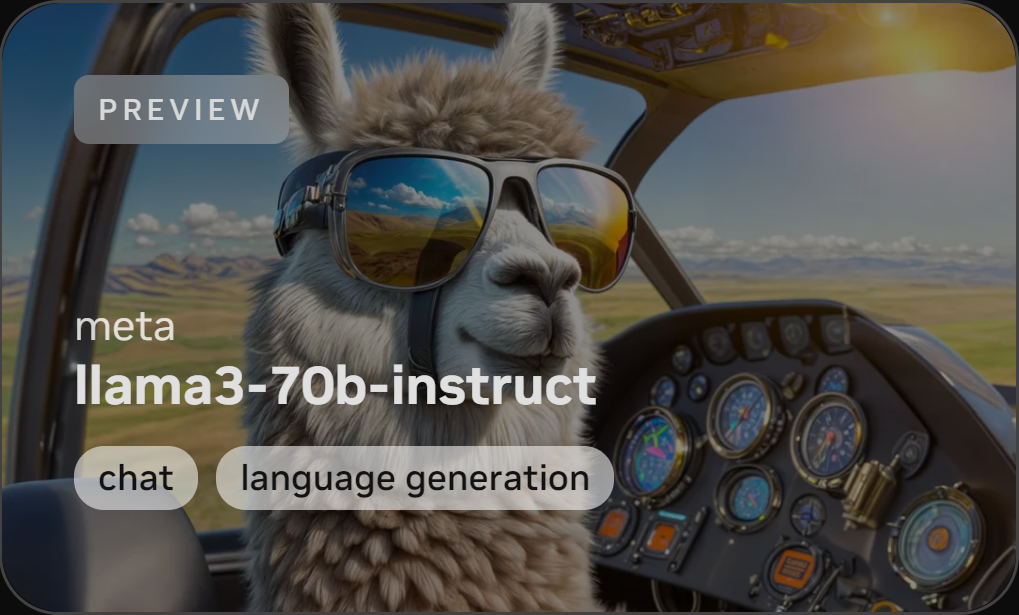 PREVIEW
meta
llama3-70b-instruct
chat
language generation